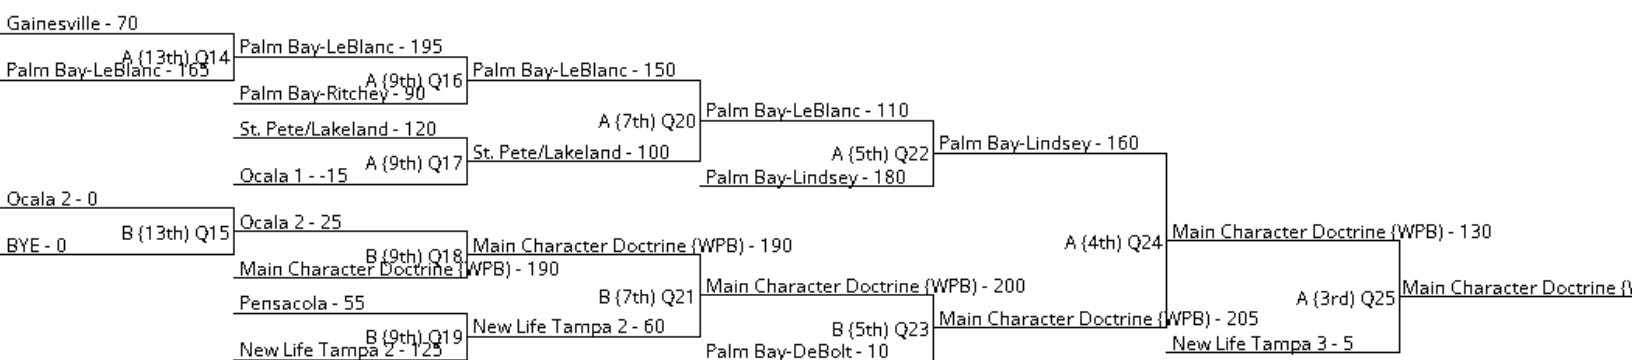 Gainesville - 70
A (13th) Q14
Palm Bay-LeBlanc - 165
Palm Bay-LeBlanc - 195
A (9th) Q16
Palm Bay-Ritchey - 90
Palm Bay-LeBlanc - 150
St. Pete/Lakeland - 120
A (9th) Q17
Ocala 1 - -15
St. Pete/Lakeland - 100
A (7th) Q20
Palm Bay-LeBlanc - 110
A (5th) Q22
Palm Bay-Lindsey - 180
Palm Bay-Lindsey - 160
Ocala 2 - 0
B (13th) Q15
BYE - 0
Ocala 2 - 25
B (9th) Q18
Main Character Doctrine (WPB) - 190
Main Character Doctrine (WPB) - 190
Pensacola - 55
B (9th) Q19
New Life Tampa 2 - 125
New Life Tampa 2 - 60
B (7th) Q21
Main Character Doctrine (WPB) - 200
B (5th) Q23
Palm Bay-DeBolt - 10
Main Character Doctrine (WPB) - 205
A (4th) Q24
Main Character Doctrine (WPB) - 130
A (3rd) Q25
New Life Tampa 3 - 5
Main Character Doctrine (